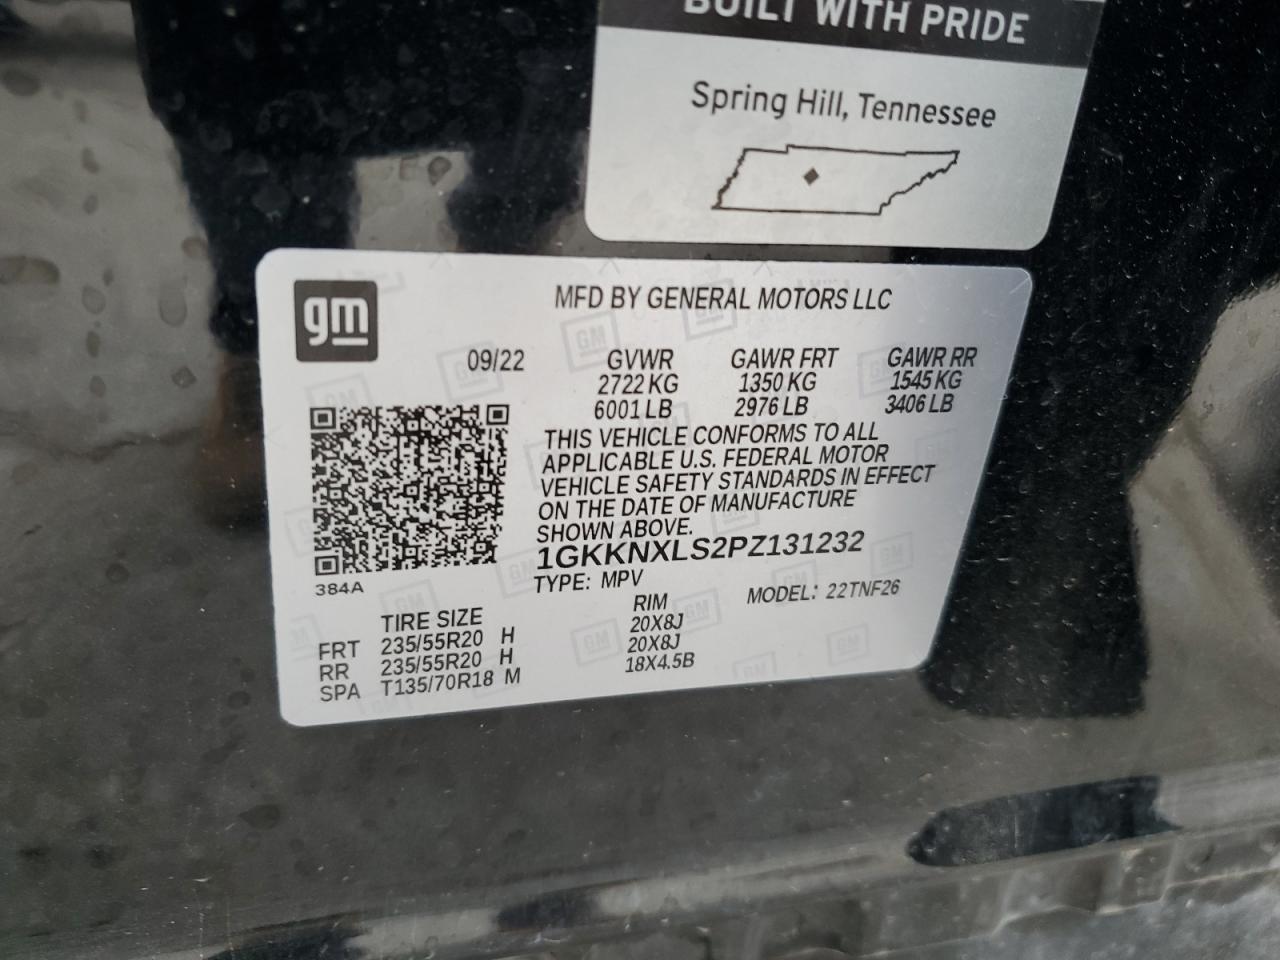 BUILT WITH PRIDE
Spring Hill, Tennessee
gm
MFD BY GENERAL MOTORS LLC
09/22 GVWR GAWR FRT GAWR RR
2722 KG 1350 KG 1545 KG
6001 LB 2976 LB 3406 LB
THIS VEHICLE CONFORMS TO ALL
APPLICABLE U.S. FEDERAL MOTOR
VEHICLE SAFETY STANDARDS IN EFFECT
ON THE DATE OF MANUFACTURE
SHOWN ABOVE.
1GKKNXLS2PZ131232
TYPE: MPV MODEL: 22TNF26
384A
TIRE SIZE RIM
FRT 235/55R20 H 20X8J
RR 235/55R20 H 20X8J
SPA T135/70R18 M 18X4.5B